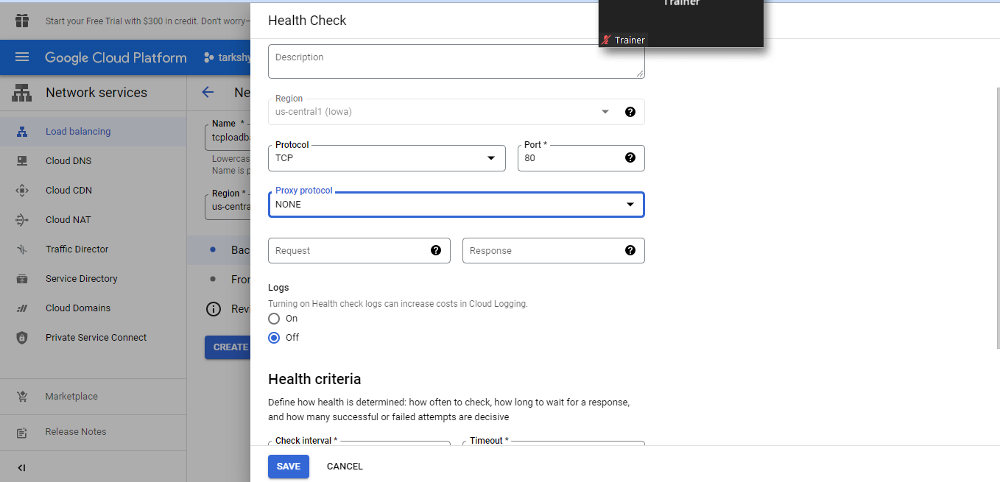 Trainer
Trainer
Start your Free Trial with $300 in credit. Don't worry—
Google Cloud Platform
tarkshy
Network services
Load balancing
Cloud DNS
Cloud CDN
Cloud NAT
Traffic Director
Service Directory
Cloud Domains
Private Service Connect
Marketplace
Release Notes
Ne
Name *
tcploadba
Lowercas
Name is p
Region *
us-centra
Bac
Fron
Revi
CREATE
Health Check
Description
Region
us-central1 (Iowa)
Protocol
TCP
Port *
80
Proxy protocol
NONE
Request
Response
Logs
Turning on Health check logs can increase costs in Cloud Logging.
On
Off
Health criteria
Define how health is determined: how often to check, how long to wait for a response,
and how many successful or failed attempts are decisive
Check interval *
Timeout *
SAVE
CANCEL